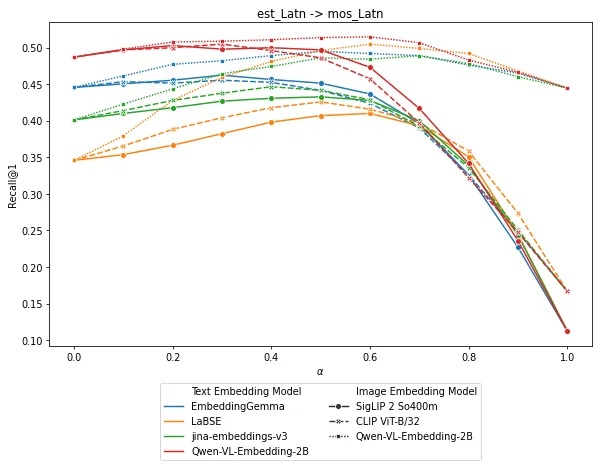 est_Latn -> mos_Latn
Recall@1
0.50
0.45
0.40
0.35
0.30
0.25
0.20
0.15
0.10
0.0
0.2
0.4
0.6
0.8
1.0
α
Text Embedding Model
EmbeddingGemma
LaBSE
jina-embeddings-v3
Qwen-VL-Embedding-2B
Image Embedding Model
SigLIP 2 So400m
CLIP ViT-B/32
Qwen-VL-Embedding-2B